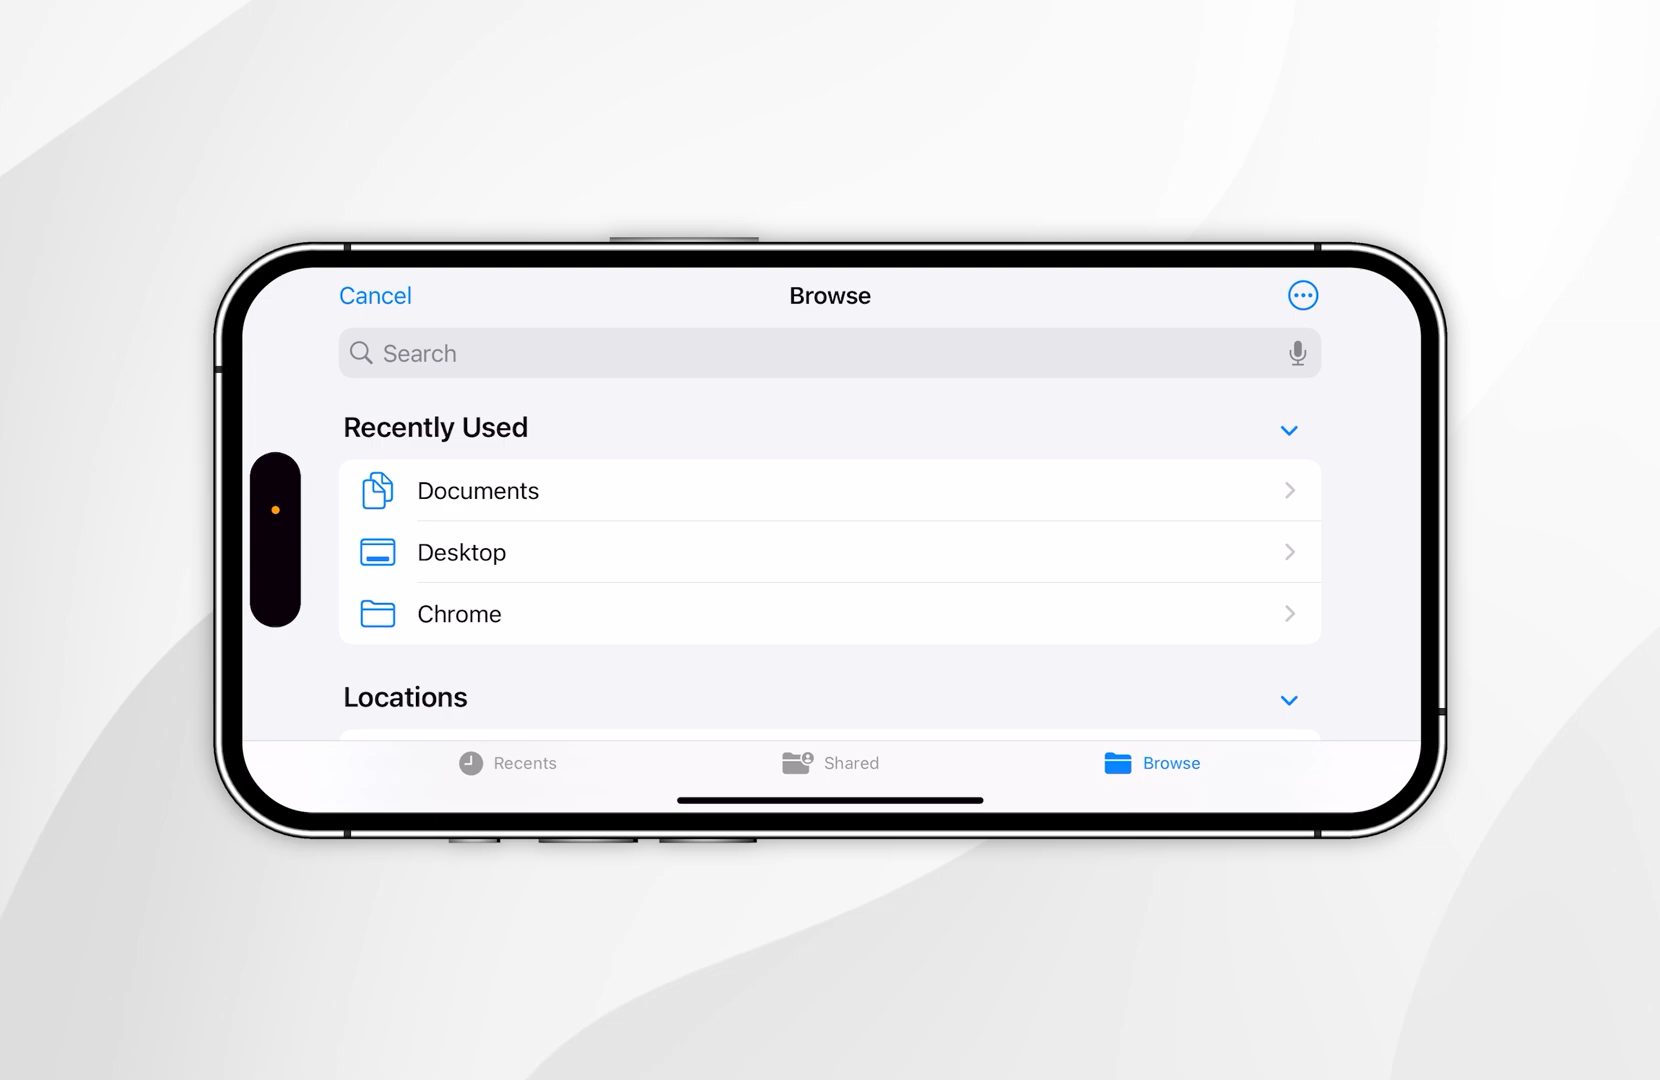 Cancel
Browse
Search
Recently Used
Documents
Desktop
Chrome
Locations
Recents
Shared
Browse